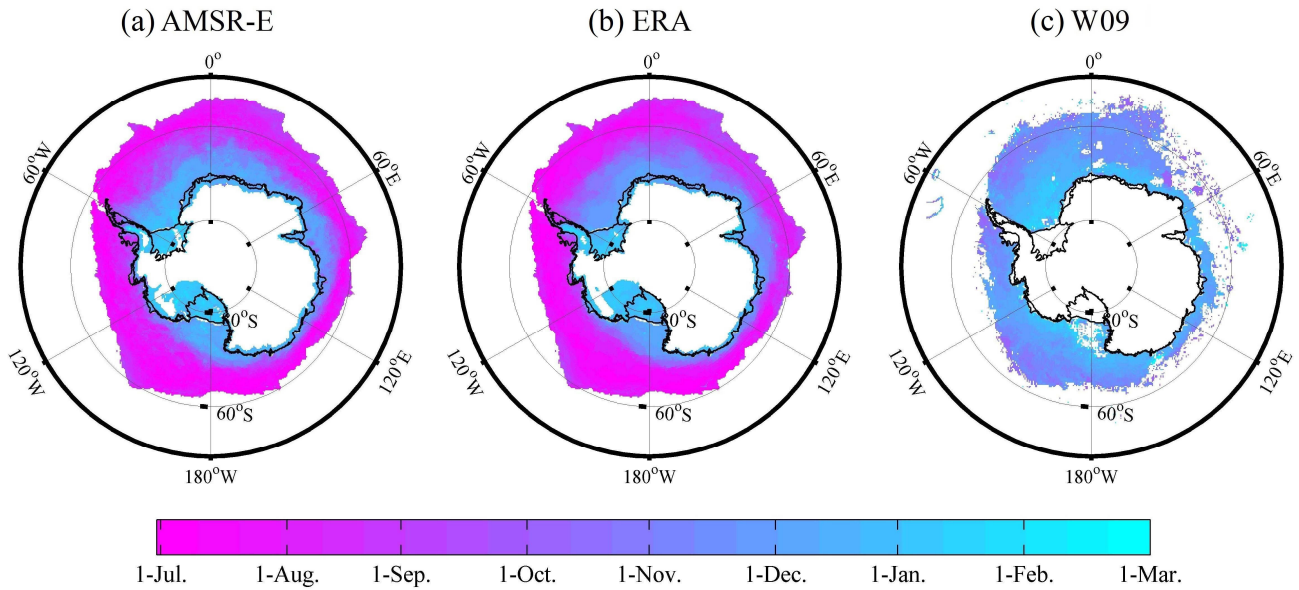 (a) AMSR-E
(b) ERA
(c) W09
0°
0°
0°
60°W
60°E
60°W
60°E
60°W
60°E
80°S
80°S
80°S
120°W
120°E
120°W
120°E
120°W
120°E
60°S
60°S
60°S
180°W
180°W
180°W
1-Jul.
1-Aug.
1-Sep.
1-Oct.
1-Nov.
1-Dec.
1-Jan.
1-Feb.
1-Mar.